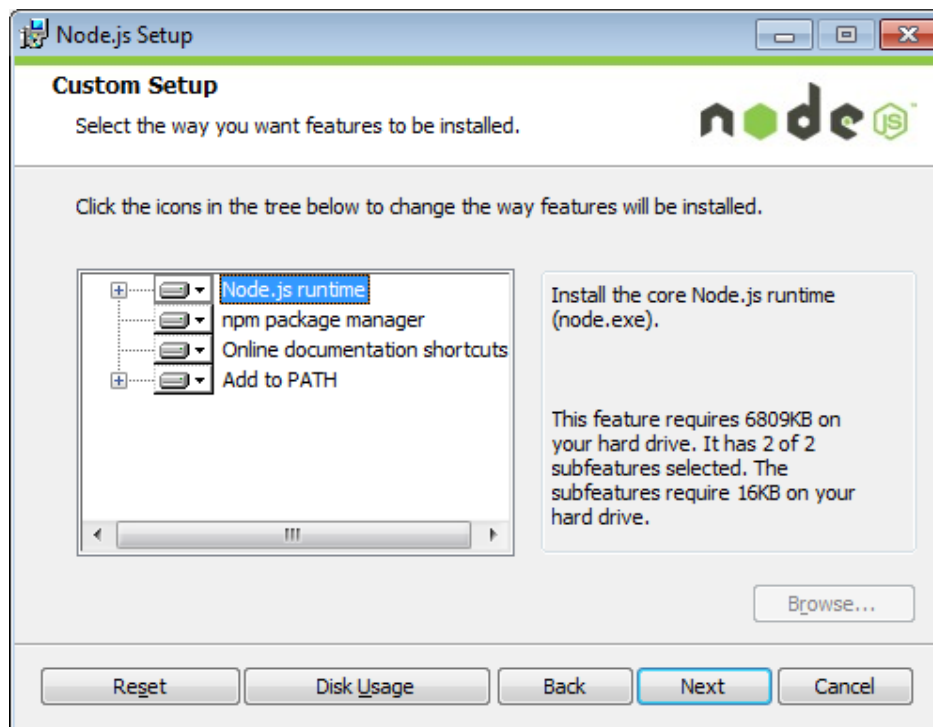 Node.js Setup
Custom Setup
Select the way you want features to be installed.
node JS™
Click the icons in the tree below to change the way features will be installed.
Node.js runtime
npm package manager
Online documentation shortcuts
Add to PATH
Install the core Node.js runtime
(node.exe).
This feature requires 6809KB on
your hard drive. It has 2 of 2
subfeatures selected. The
subfeatures require 16KB on your
hard drive.
Browse...
Reset
Disk Usage
Back
Next
Cancel